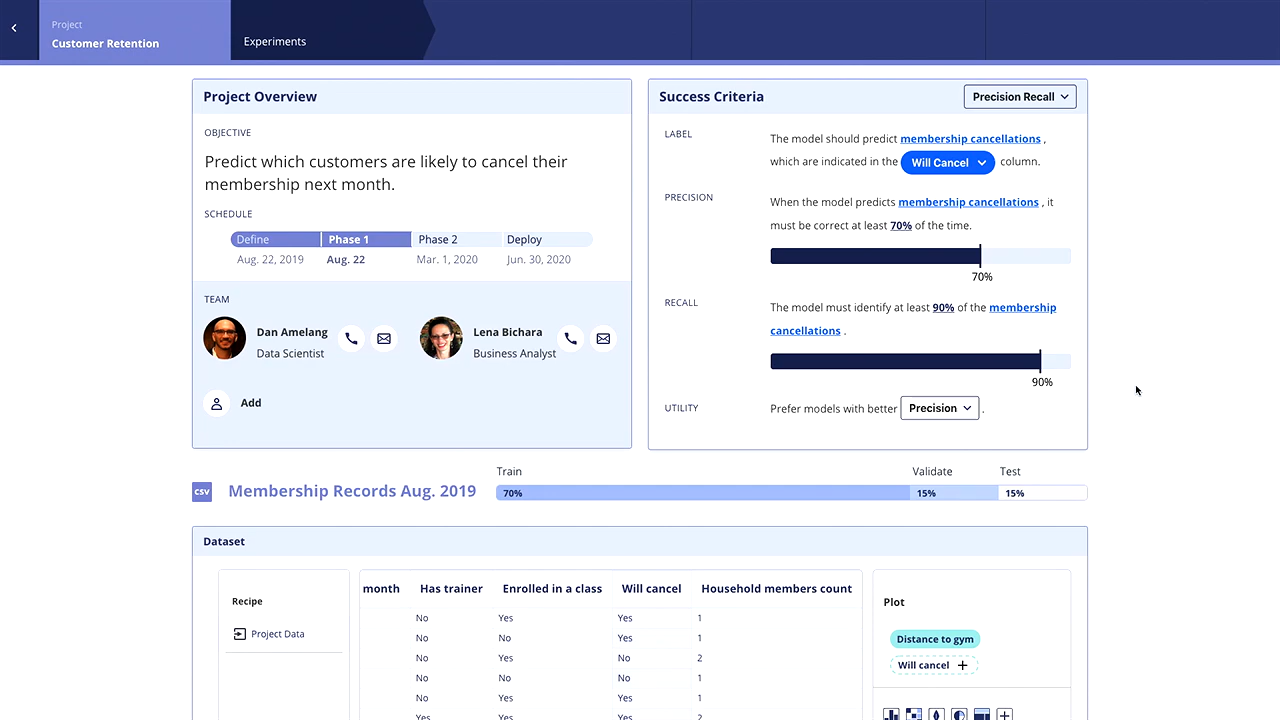 Project
Customer Retention
Experiments
Project Overview
OBJECTIVE
Predict which customers are likely to cancel their
membership next month.
SCHEDULE
Define Phase 1 Phase 2 Deploy
Aug. 22, 2019 Aug. 22 Mar. 1, 2020 Jun. 30, 2020
TEAM
Dan Amelang
Data Scientist
Lena Bichara
Business Analyst
Add
Success Criteria
Precision Recall
LABEL
The model should predict membership cancellations ,
which are indicated in the Will Cancel column.
PRECISION
When the model predicts membership cancellations , it
must be correct at least 70% of the time.
70%
RECALL
The model must identify at least 90% of the membership
cancellations .
90%
UTILITY
Prefer models with better Precision .
CSV
Membership Records Aug. 2019
Train Validate Test
70% 15% 15%
Dataset
Recipe
Project Data
month Has trainer Enrolled in a class Will cancel Household members count
No Yes Yes 1
No No Yes 1
No Yes No 2
No No No 1
No Yes Yes 1
Yes Yes Yes 2
Plot
Distance to gym
Will cancel +